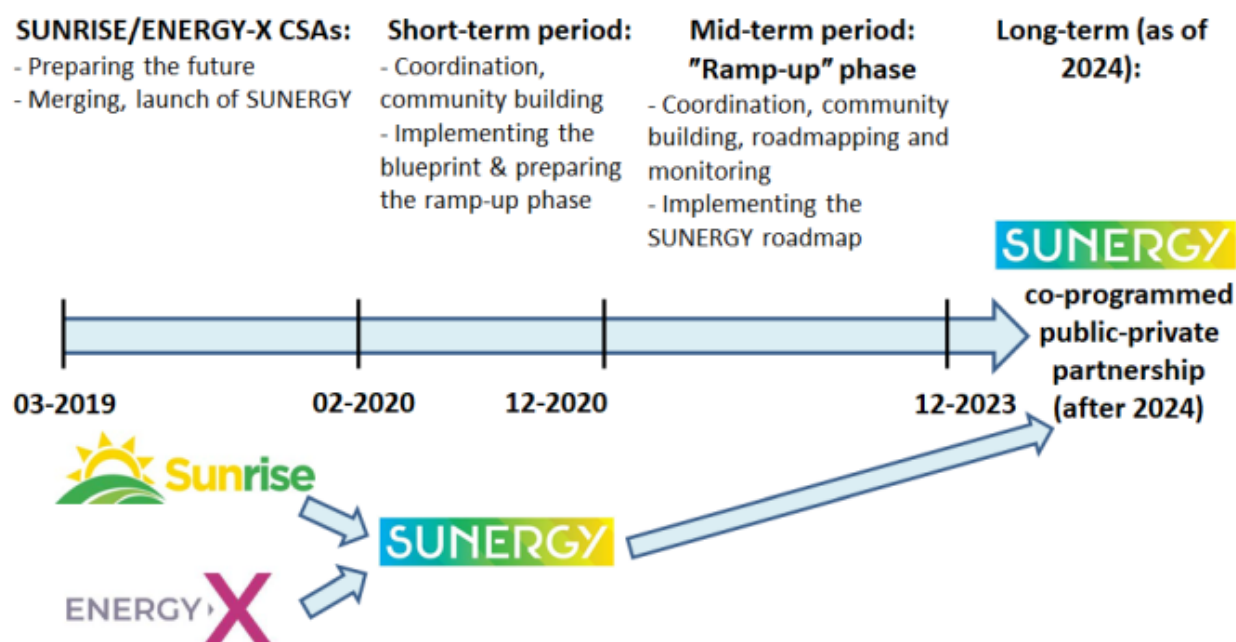 SUNRISE/ENERGY-X CSAs:
- Preparing the future
- Merging, launch of SUNERGY
Short-term period:
- Coordination,
community building
- Implementing the
blueprint & preparing
the ramp-up phase
Mid-term period:
"Ramp-up" phase
- Coordination, community
building, roadmapping and
monitoring
- Implementing the
SUNERGY roadmap
Long-term (as of
2024):
SUNERGY
co-programmed
public-private
partnership
(after 2024)
03-2019
02-2020
12-2020
12-2023
Sunrise
SUNERGY
ENERGY X